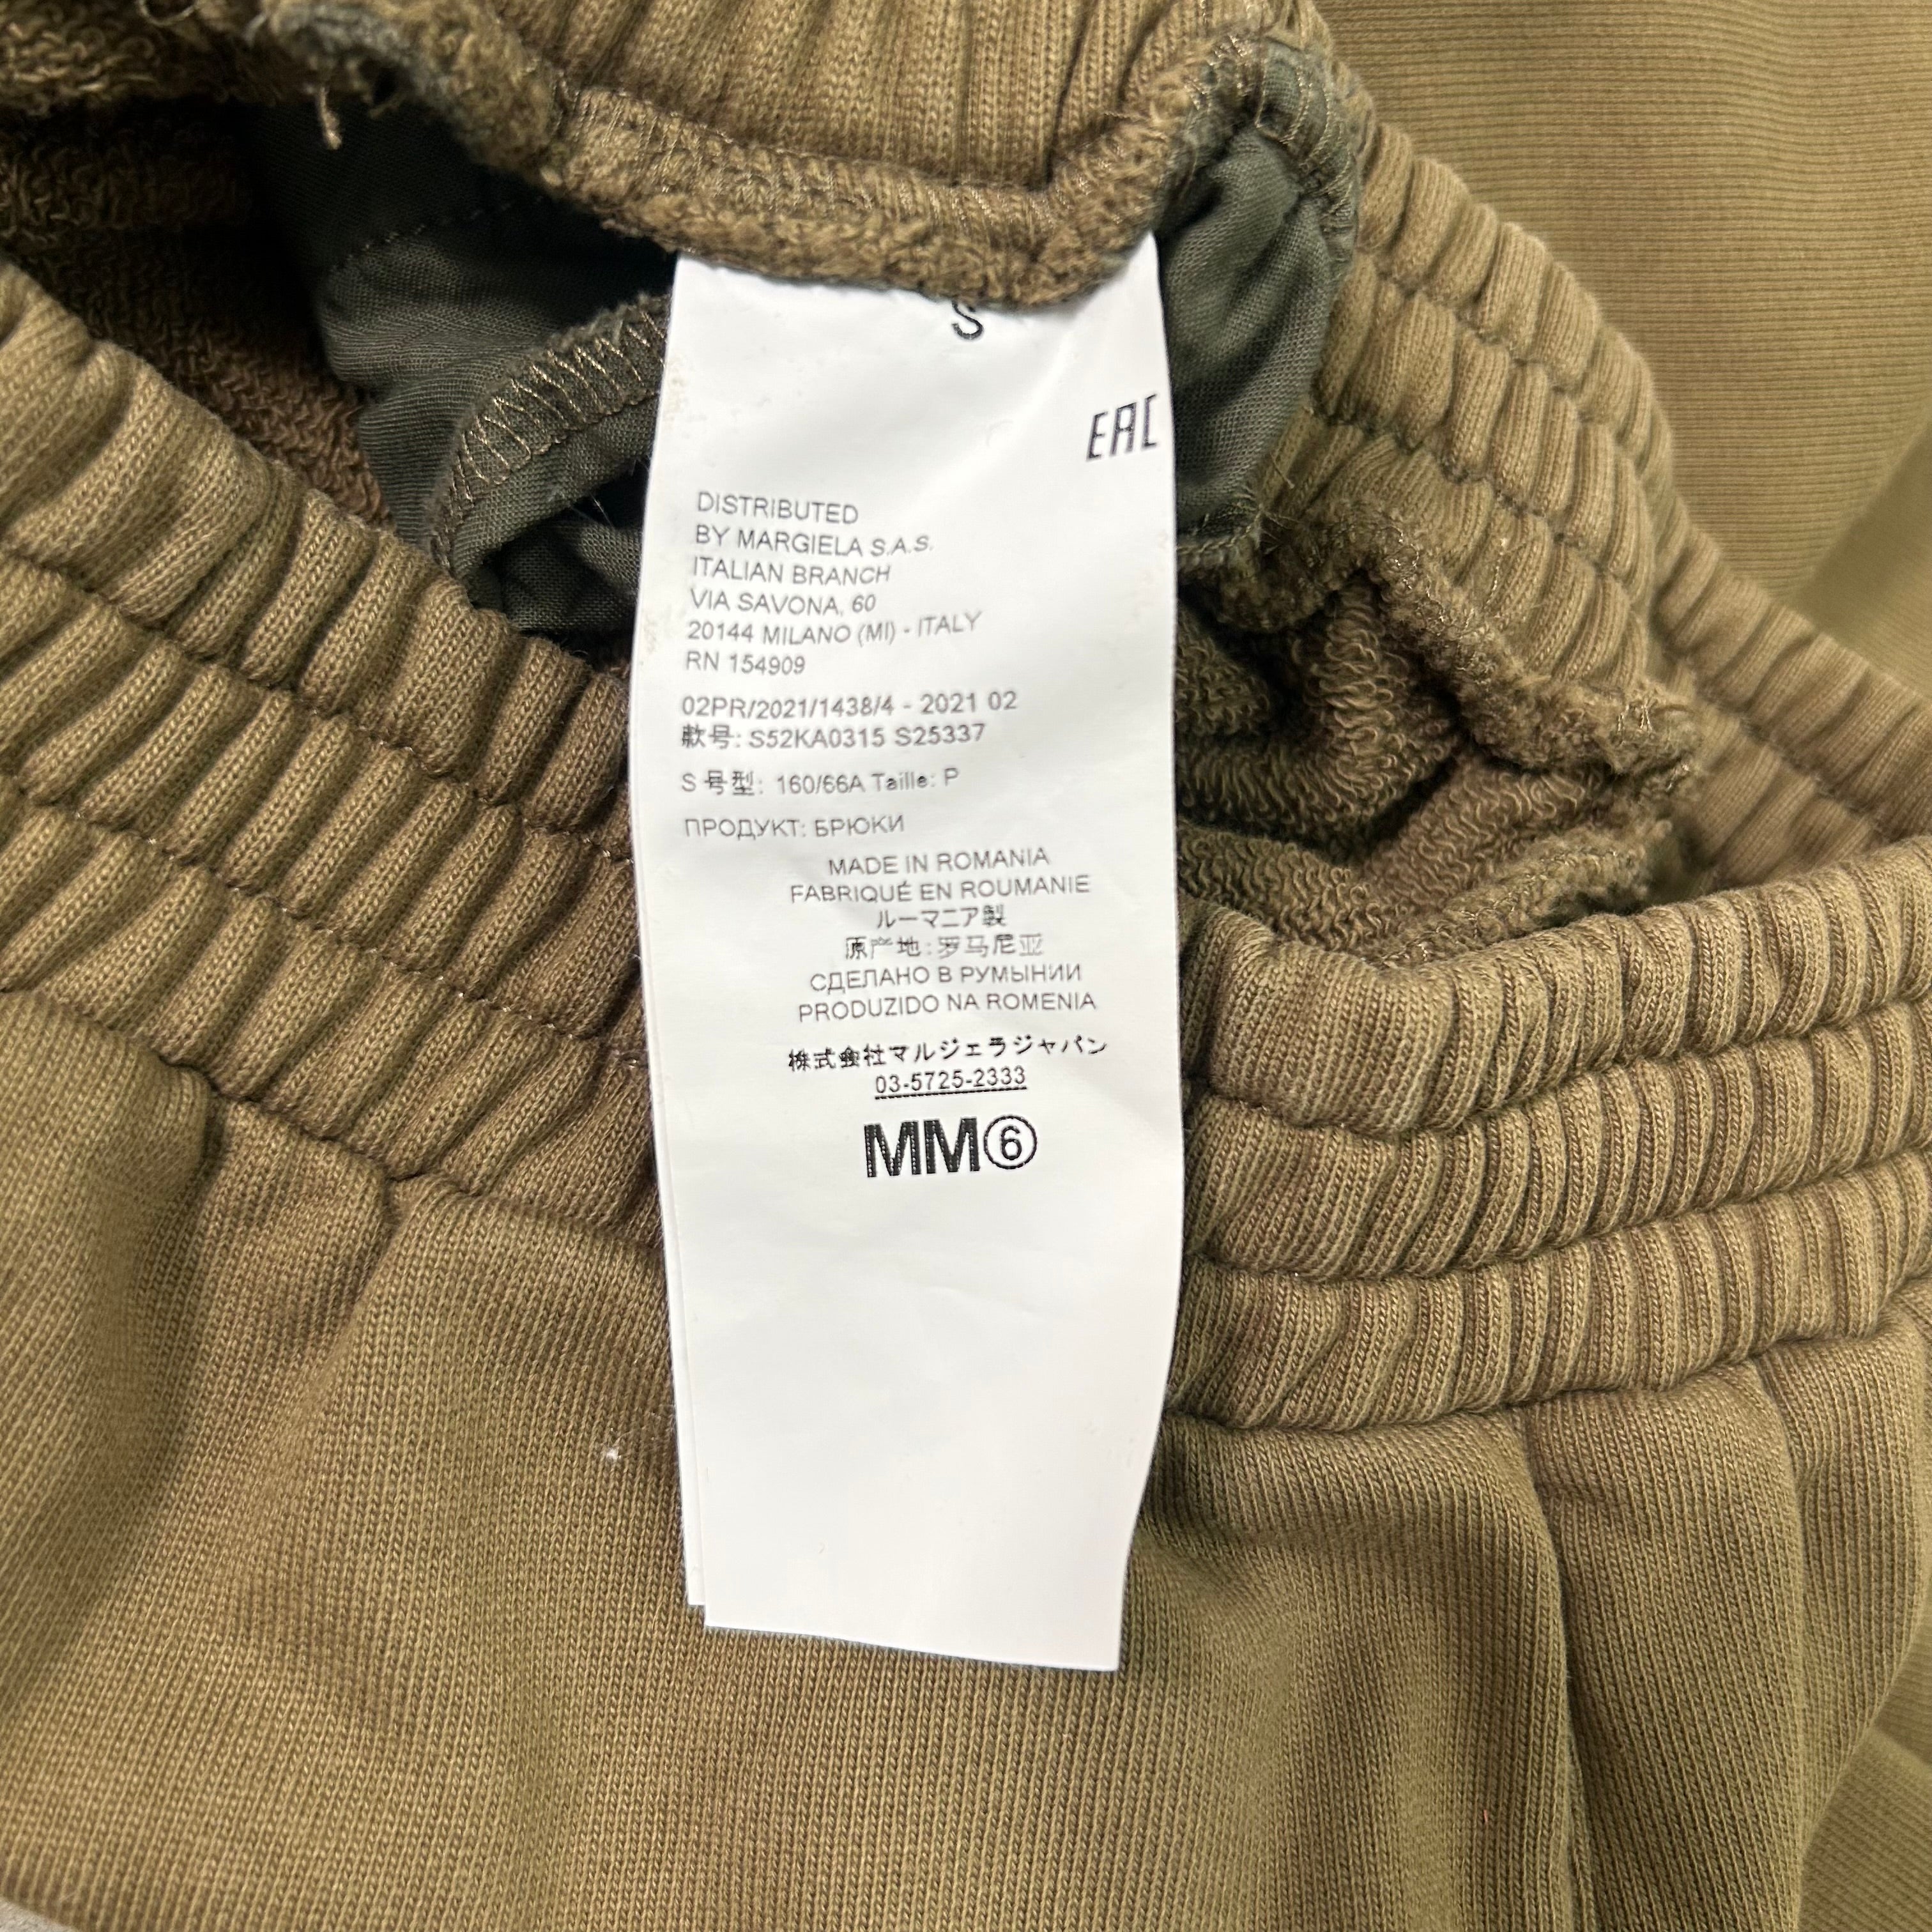 S
EAC
DISTRIBUTED
BY MARGIELA S.A.S.
ITALIAN BRANCH
VIA SAVONA, 60
20144 MILANO (MI) - ITALY
RN 154909
02PR/2021/1438/4 - 2021 02
款号: S52KA0315 S25337
S 号型: 160/66A Taille: P
ПРОДУКТ: БРЮКИ
MADE IN ROMANIA
FABRIQUÉ EN ROUMANIE
ルーマニア製
原产地: 罗马尼亚
СДЕЛАНО В РУМЫНИИ
PRODUZIDO NA ROMENIA
株式会社マルジェラジャパン
03-5725-2333
MM⑥